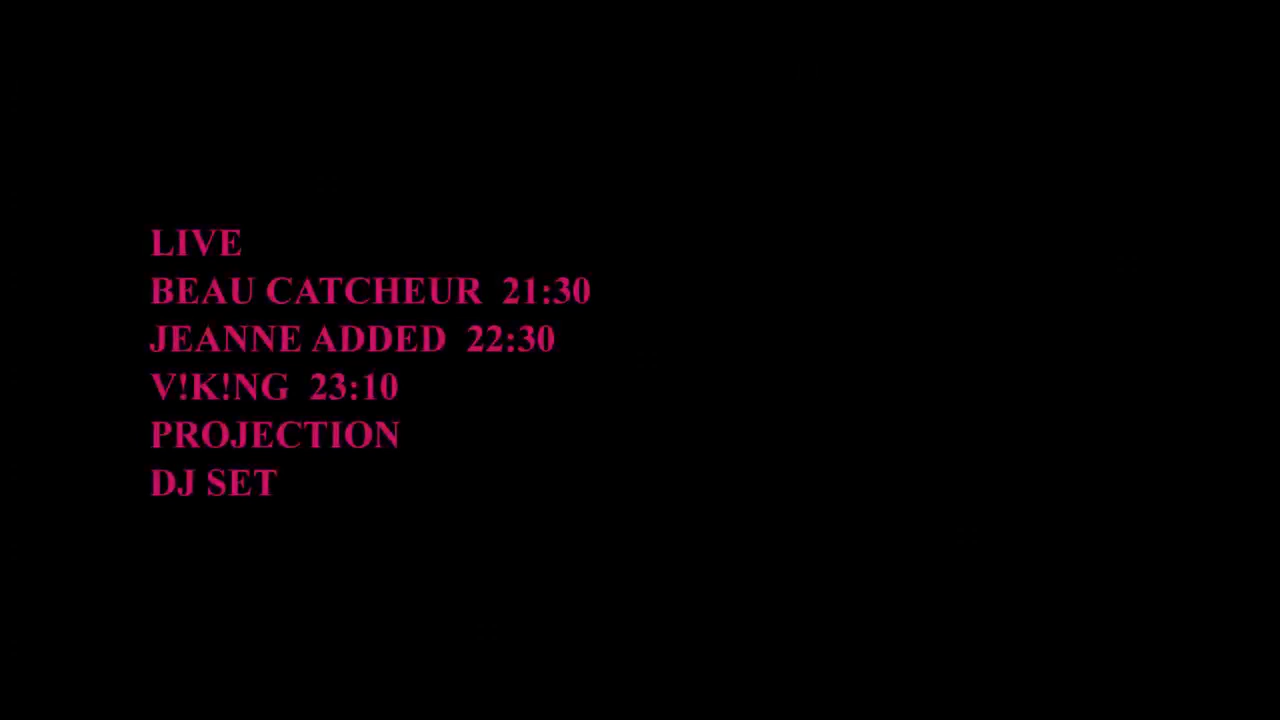 LIVE
BEAU CATCHEUR  21:30
JEANNE ADDED  22:30
V!K!NG  23:10
PROJECTION
DJ SET